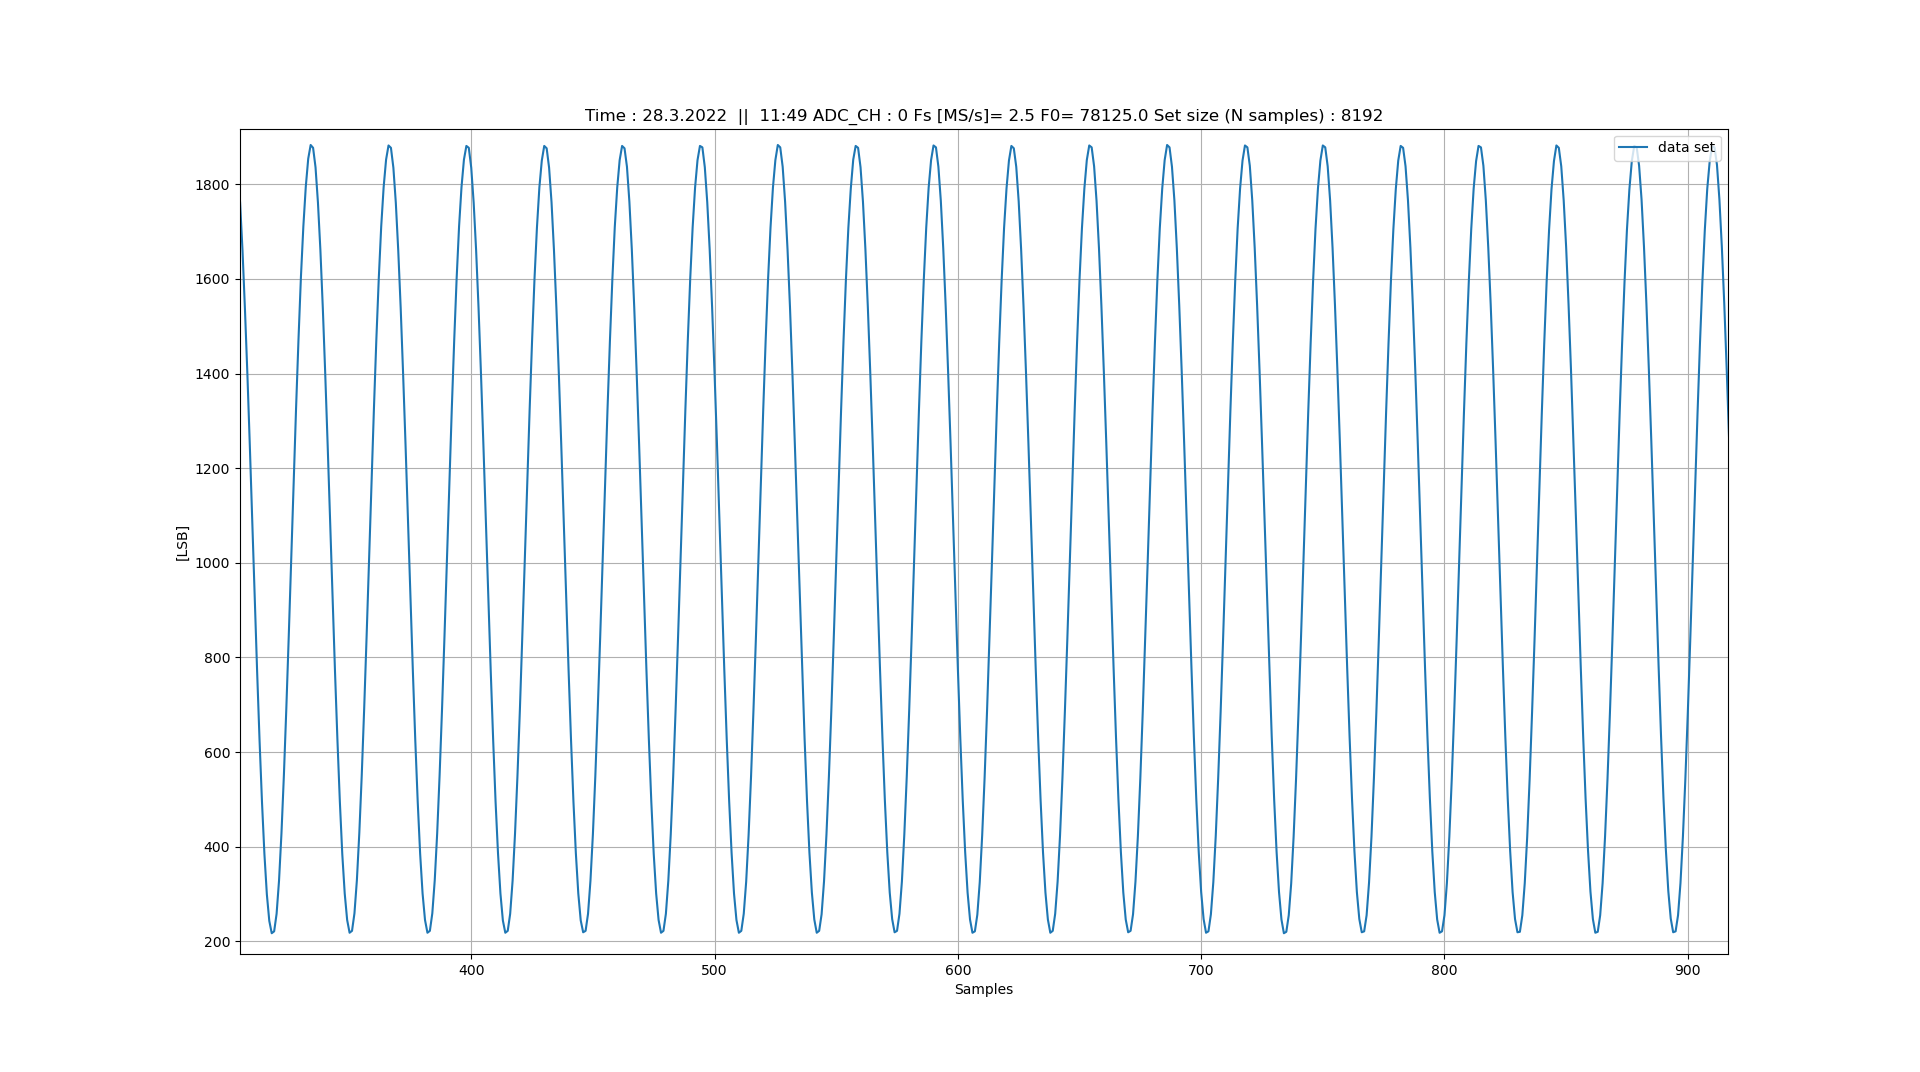 Time : 28.3.2022  ||  11:49 ADC_CH : 0 Fs [MS/s]= 2.5 F0= 78125.0 Set size (N samples) : 8192
data set
1800
1600
1400
1200
[LSB]
1000
800
600
400
200
400 500 600 700 800 900
Samples